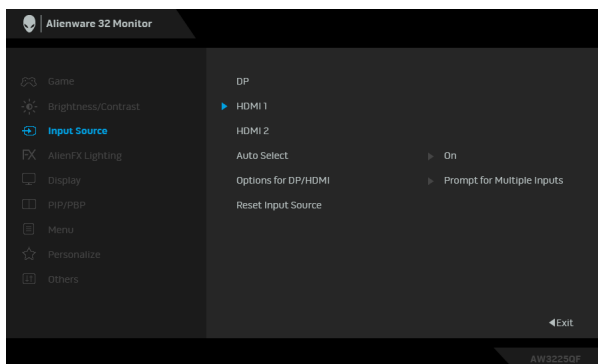 Alienware 32 Monitor
Game
Brightness/Contrast
Input Source
AlienFX Lighting
Display
PIP/PBP
Menu
Personalize
Others
DP
HDMI 1
HDMI 2
Auto Select On
Options for DP/HDMI Prompt for Multiple Inputs
Reset Input Source
Exit
AW3225QF